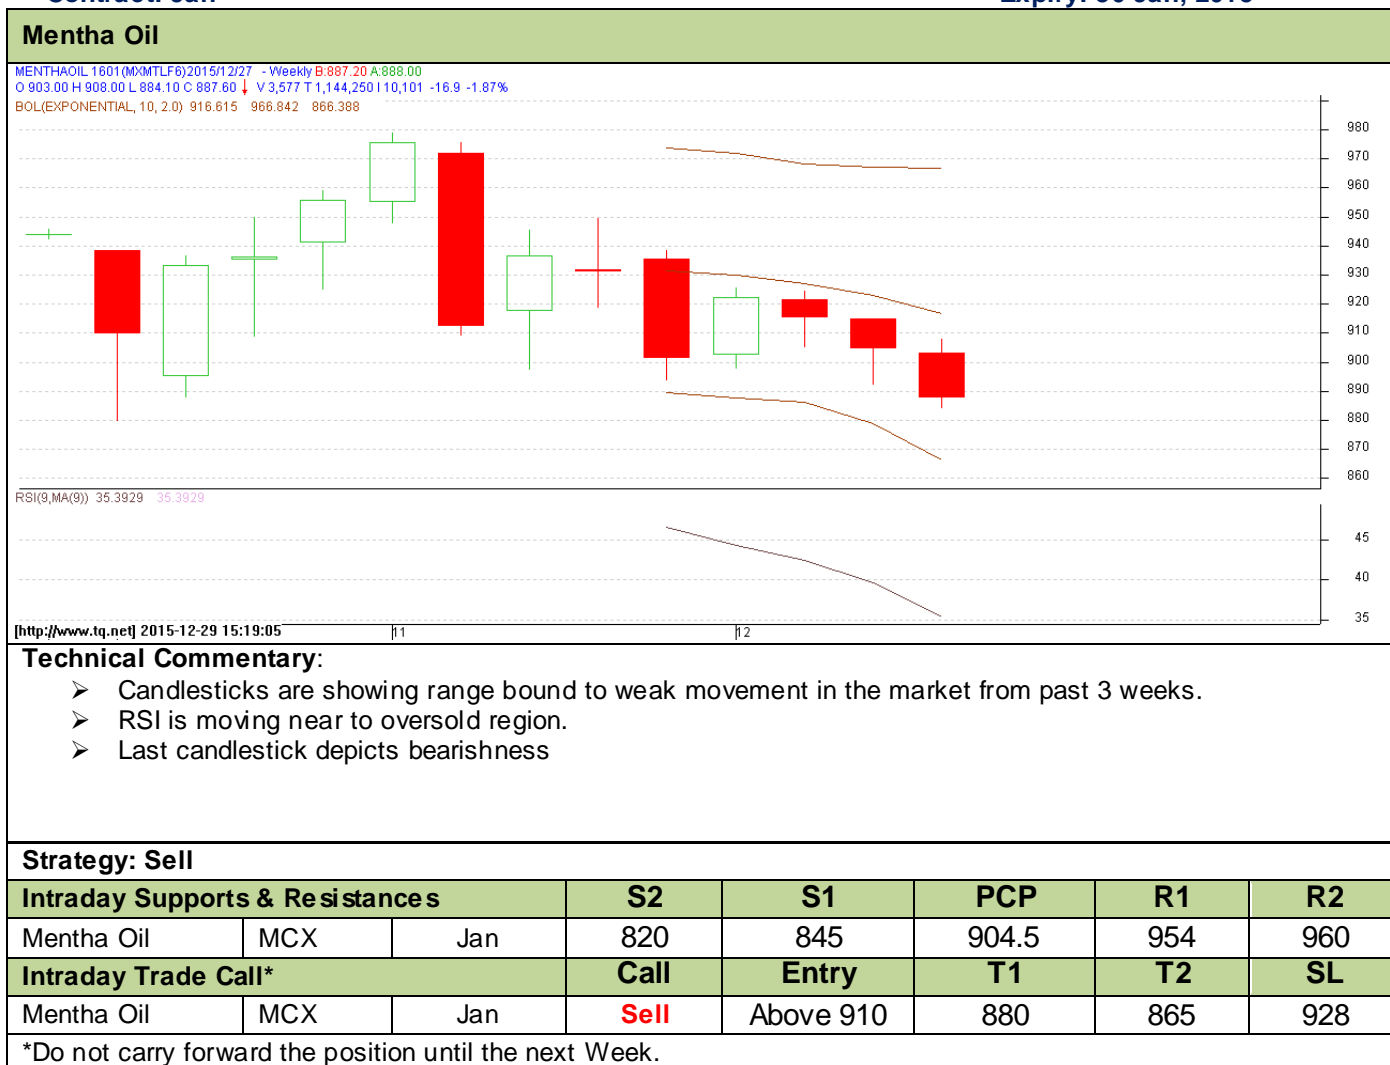 Mentha Oil
MENTHAOIL 1601(MXMTLF6)2015/12/27 - Weekly B:887.20 A:888.00
O 903.00 H 908.00 L 884.10 C 887.60 V 3,577 T 1,144,250 I 10,101 -16.9 -1.87%
BOL(EXPONENTIAL, 10, 2.0) 916.615 966.842 866.388
980
970
960
950
940
930
920
910
900
890
880
870
860
RSI(9,MA(9)) 35.3929 35.3929
45
40
35
[http://www.tq.net] 2015-12-29 15:19:05 11 12
Technical Commentary:
➢ Candlesticks are showing range bound to weak movement in the market from past 3 weeks.
➢ RSI is moving near to oversold region.
➢ Last candlestick depicts bearishness
Strategy: Sell
Intraday Supports & Resistances S2 S1 PCP R1 R2
Mentha Oil MCX Jan 820 845 904.5 954 960
Intraday Trade Call* Call Entry T1 T2 SL
Mentha Oil MCX Jan Sell Above 910 880 865 928
*Do not carry forward the position until the next Week.